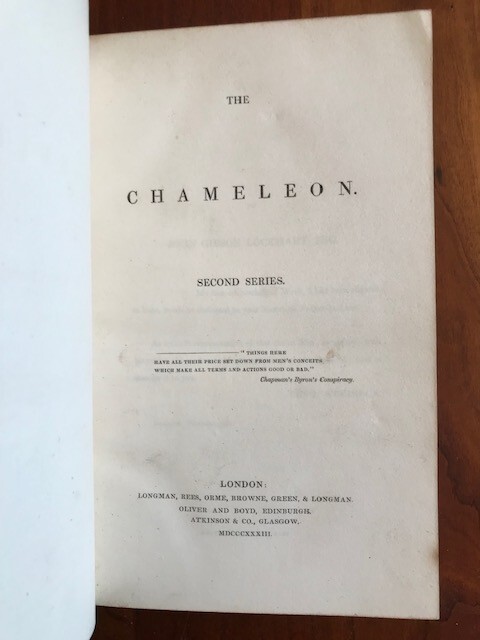 THE
CHAMELEON.
SECOND SERIES.
" THINGS HERE
HAVE ALL THEIR PRICE SET DOWN FROM MEN'S CONCEITS,
WHICH MAKE ALL TERMS AND ACTIONS GOOD OR BAD."
Chapman's Byron's Conspiracy.
LONDON:
LONGMAN, REES, ORME, BROWNE, GREEN, & LONGMAN.
OLIVER AND BOYD, EDINBURGH.
ATKINSON & CO., GLASGOW.
MDCCCXXXIII.